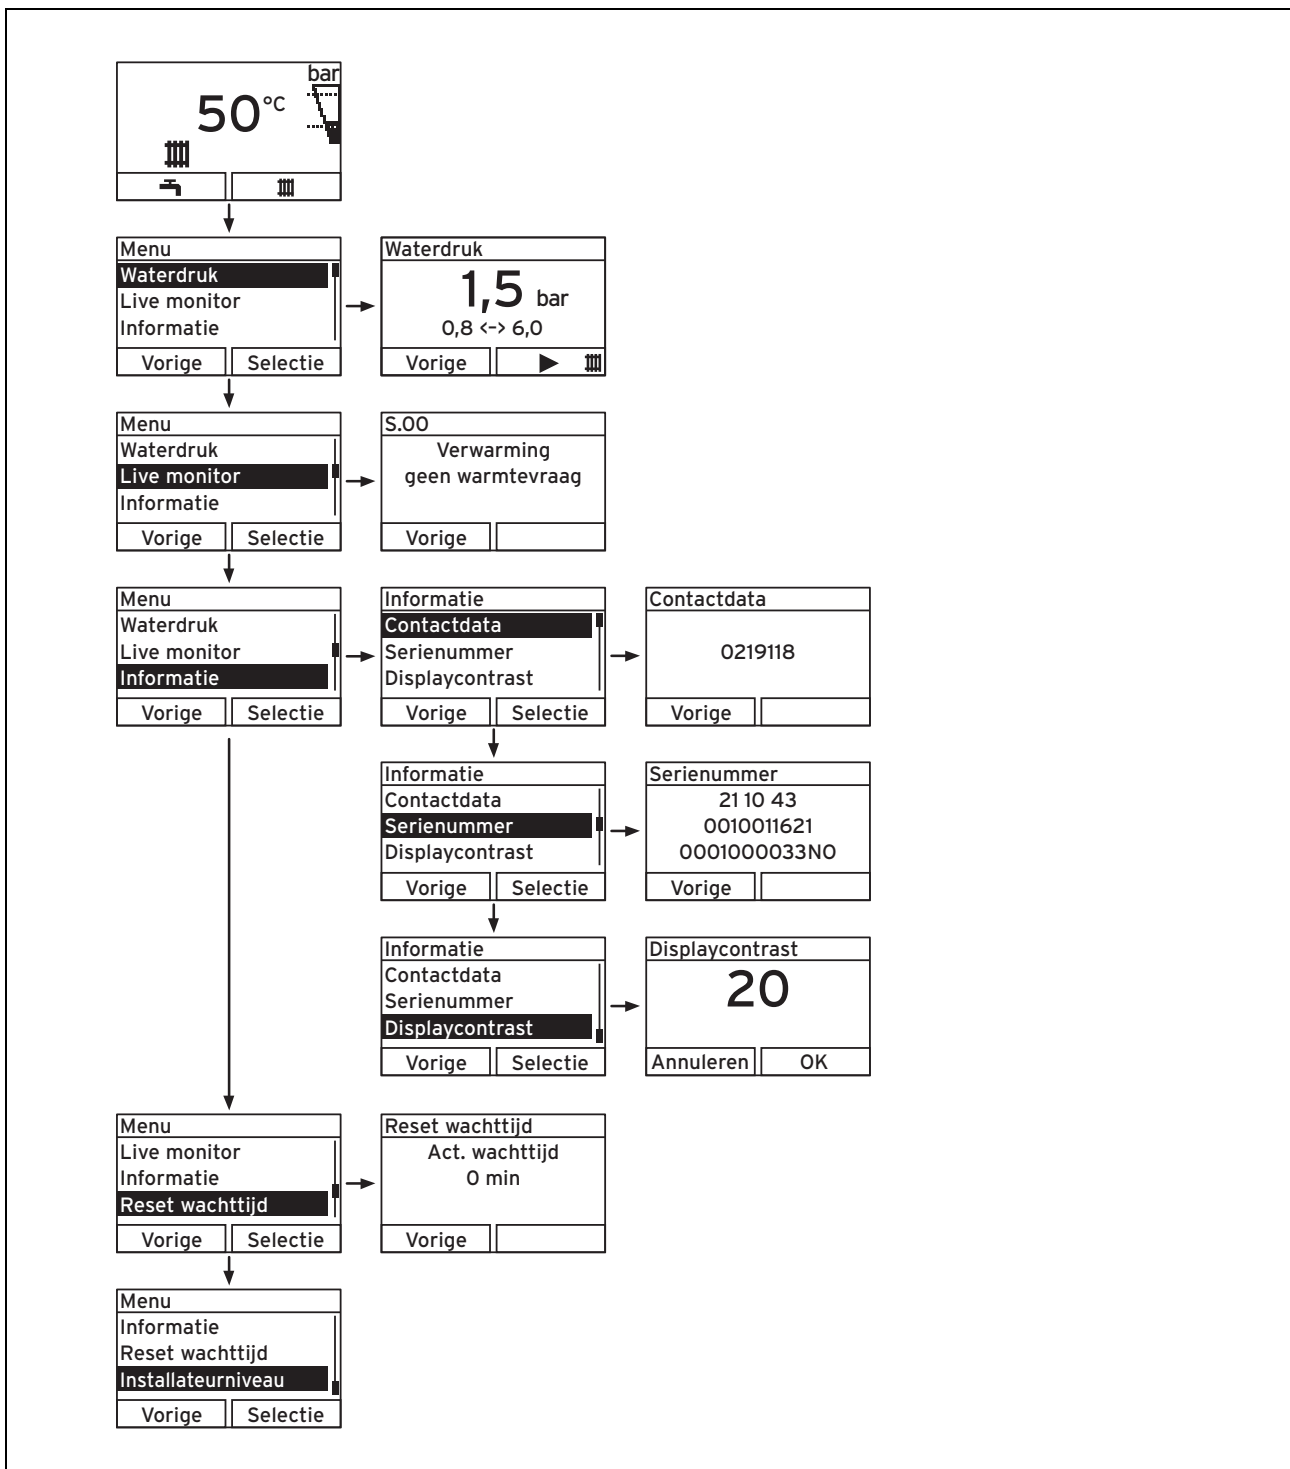 bar
50 °C
Menu
Waterdruk
Live monitor
Informatie
Vorige Selectie
Waterdruk
1,5 bar
0,8 <-> 6,0
Vorige
Menu
Waterdruk
Live monitor
Informatie
Vorige Selectie
S.00
Verwarming
geen warmtevraag
Vorige
Menu
Waterdruk
Live monitor
Informatie
Vorige Selectie
Informatie
Contactdata
Serienummer
Displaycontrast
Vorige Selectie
Contactdata
0219118
Vorige
Informatie
Contactdata
Serienummer
Displaycontrast
Vorige Selectie
Serienummer
21 10 43
0010011621
0001000033N0
Vorige
Informatie
Contactdata
Serienummer
Displaycontrast
Vorige Selectie
Displaycontrast
20
Annuleren OK
Menu
Live monitor
Informatie
Reset wachttijd
Vorige Selectie
Reset wachttijd
Act. wachttijd
0 min
Vorige
Menu
Informatie
Reset wachttijd
Installateurniveau
Vorige Selectie